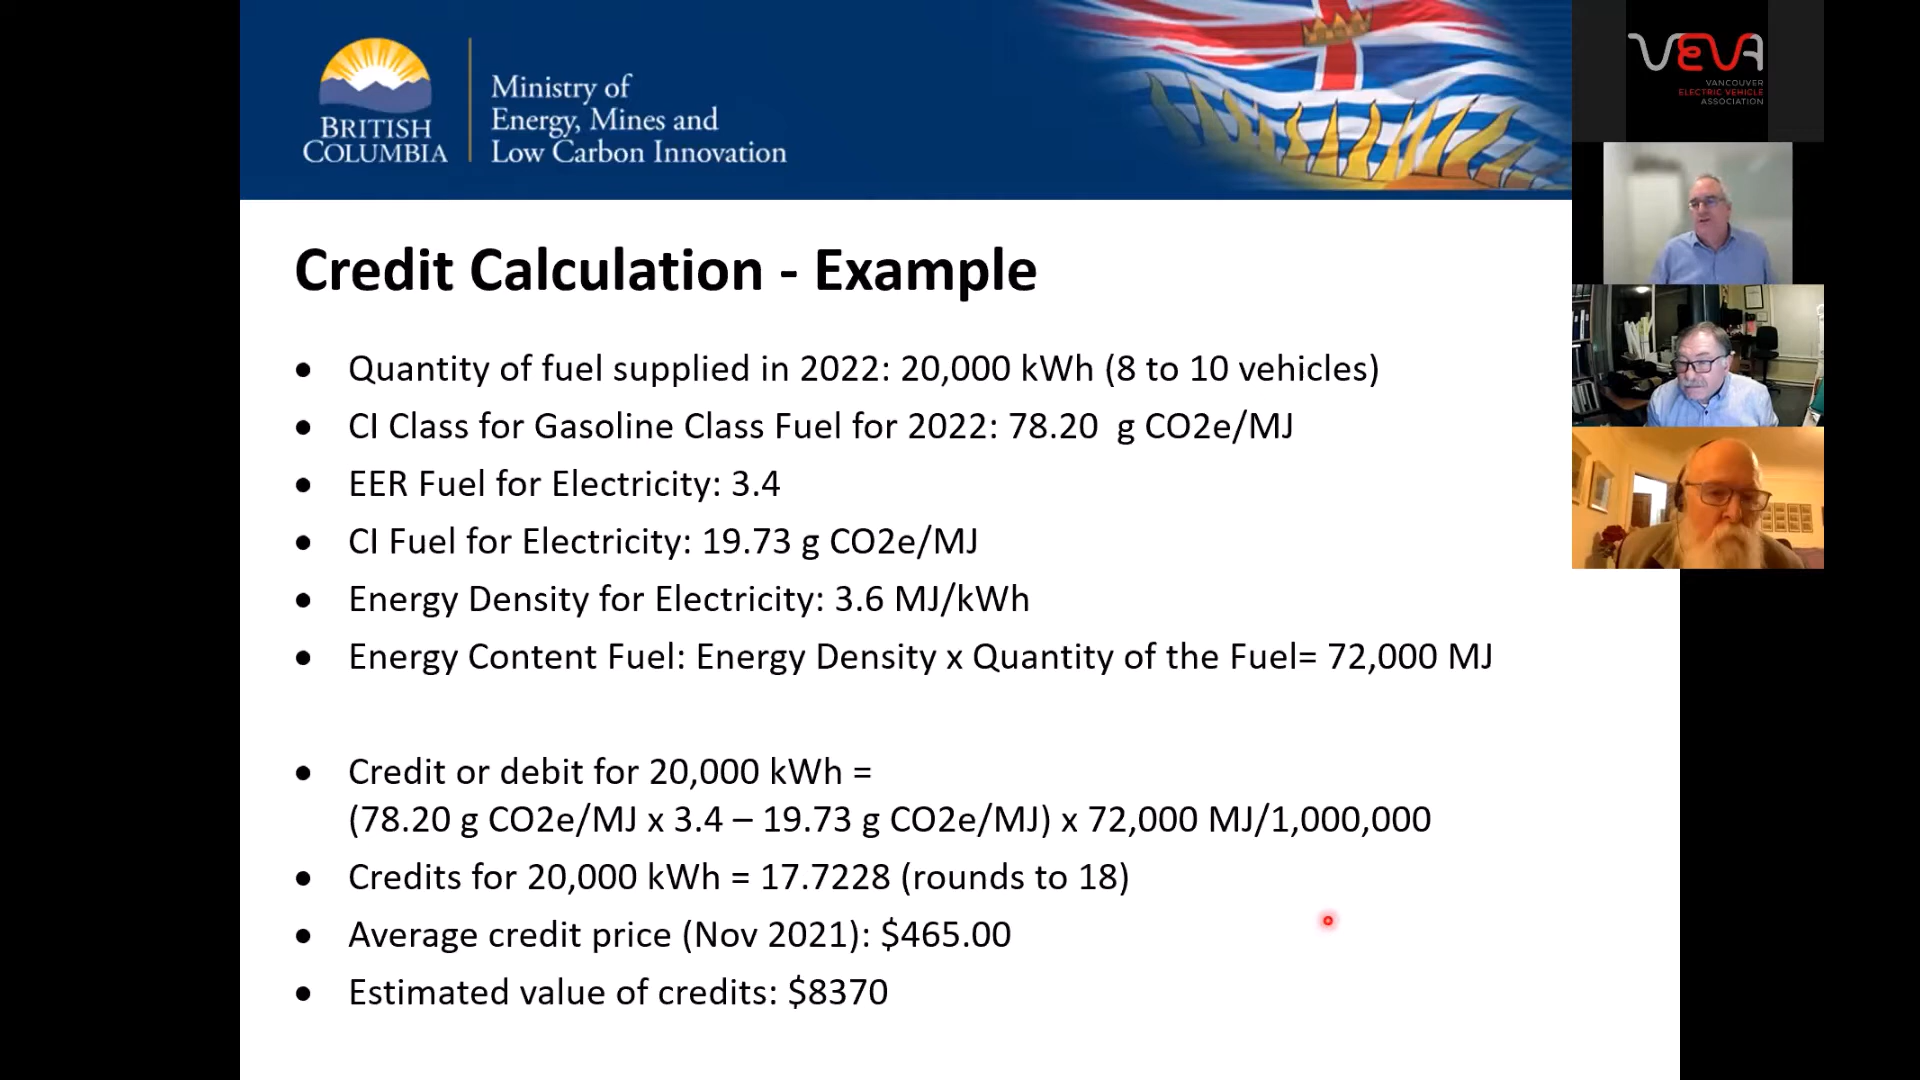 BRITISH
COLUMBIA
Ministry of
Energy, Mines and
Low Carbon Innovation
VEVA
VANCOUVER
ELECTRIC VEHICLE
ASSOCIATION
Credit Calculation - Example
• Quantity of fuel supplied in 2022: 20,000 kWh (8 to 10 vehicles)
• CI Class for Gasoline Class Fuel for 2022: 78.20 g CO2e/MJ
• EER Fuel for Electricity: 3.4
• CI Fuel for Electricity: 19.73 g CO2e/MJ
• Energy Density for Electricity: 3.6 MJ/kWh
• Energy Content Fuel: Energy Density x Quantity of the Fuel= 72,000 MJ
• Credit or debit for 20,000 kWh =
(78.20 g CO2e/MJ x 3.4 – 19.73 g CO2e/MJ) x 72,000 MJ/1,000,000
• Credits for 20,000 kWh = 17.7228 (rounds to 18)
• Average credit price (Nov 2021): $465.00
• Estimated value of credits: $8370